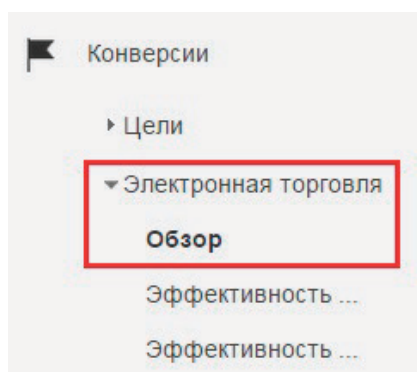 Конверсии
Цели
Электронная торговля
Обзор
Эффективность ...
Эффективность ...